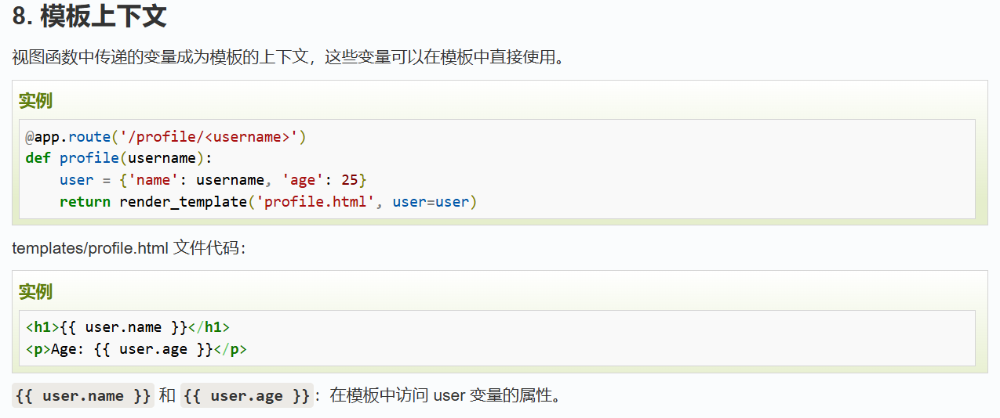 8. 模板上下文
视图函数中传递的变量成为模板的上下文，这些变量可以在模板中直接使用。
实例
@app.route('/profile/<username>')
def profile(username):
    user = {'name': username, 'age': 25}
    return render_template('profile.html', user=user)
templates/profile.html 文件代码：
实例
<h1>{{ user.name }}</h1>
<p>Age: {{ user.age }}</p>
{{ user.name }} 和 {{ user.age }}：在模板中访问 user 变量的属性。